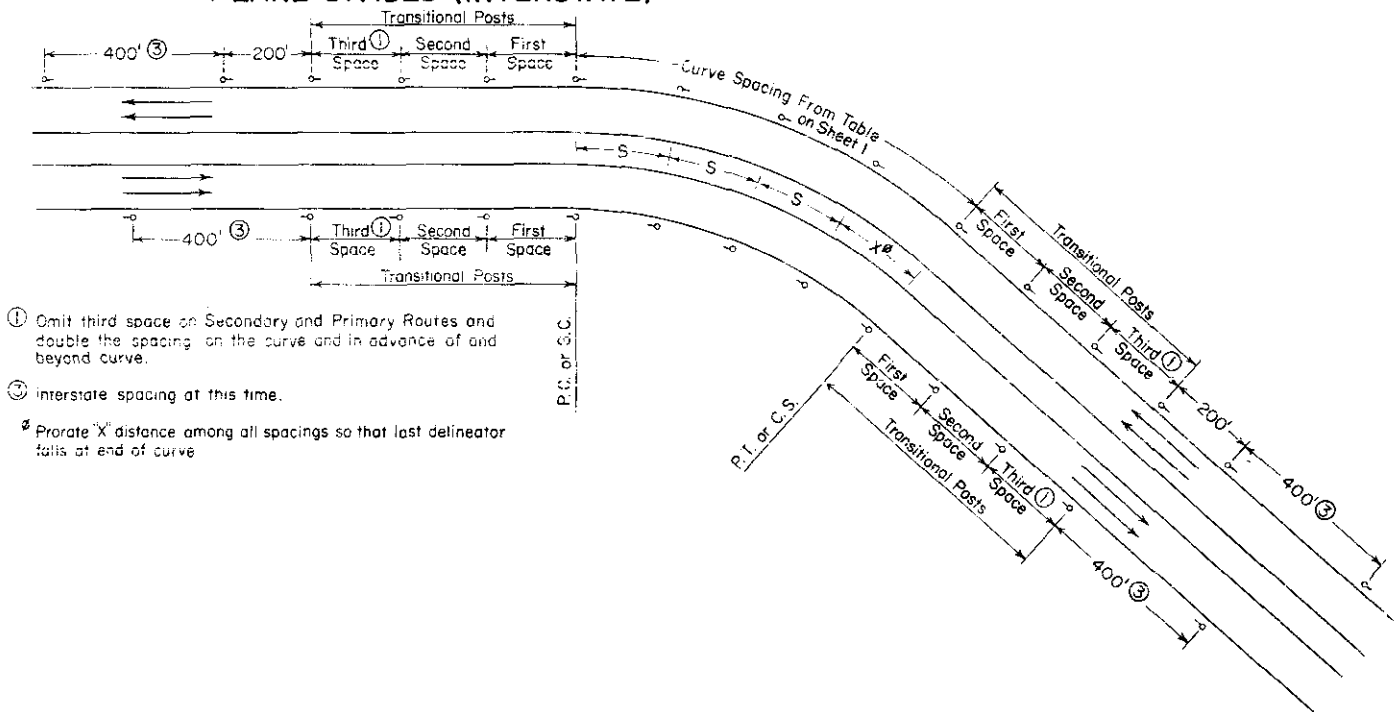 Transitional Posts
400' ③
200'
Third ①
Space
Second
Space
First
Space
Curve Spacing From Table
on Sheet 1
S
S
S
X ø
400' ③
Third ①
Space
Second
Space
First
Space
Transitional Posts
P.C. or S.C.
First
Space
Second
Space
Third ①
Space
Transitional Posts
200'
400' ③
P.T. or C.S.
First
Space
Second
Space
Third ①
Space
Transitional Posts
400' ③
① Omit third space on Secondary and Primary Routes and
double the spacing on the curve and in advance of and
beyond curve.
③ Interstate spacing at this time.
ø Prorate "X" distance among all spacings so that last delineator
falls at end of curve